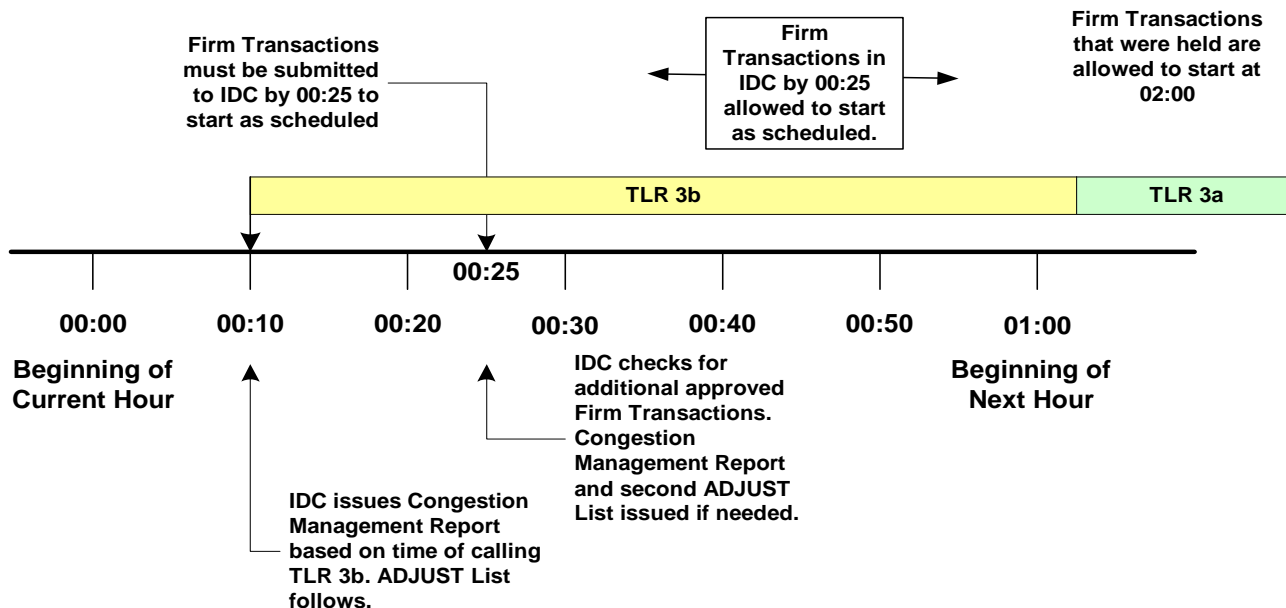 Firm Transactions
must be submitted
to IDC by 00:25 to
start as scheduled
Firm
Transactions in
IDC by 00:25
allowed to start
as scheduled.
Firm Transactions
that were held are
allowed to start at
02:00
TLR 3b
TLR 3a
00:25
00:00
00:10
00:20
00:30
00:40
00:50
01:00
Beginning of
Current Hour
Beginning of
Next Hour
IDC checks for
additional approved
Firm Transactions.
Congestion
Management Report
and second ADJUST
List issued if needed.
IDC issues Congestion
Management Report
based on time of calling
TLR 3b. ADJUST List
follows.